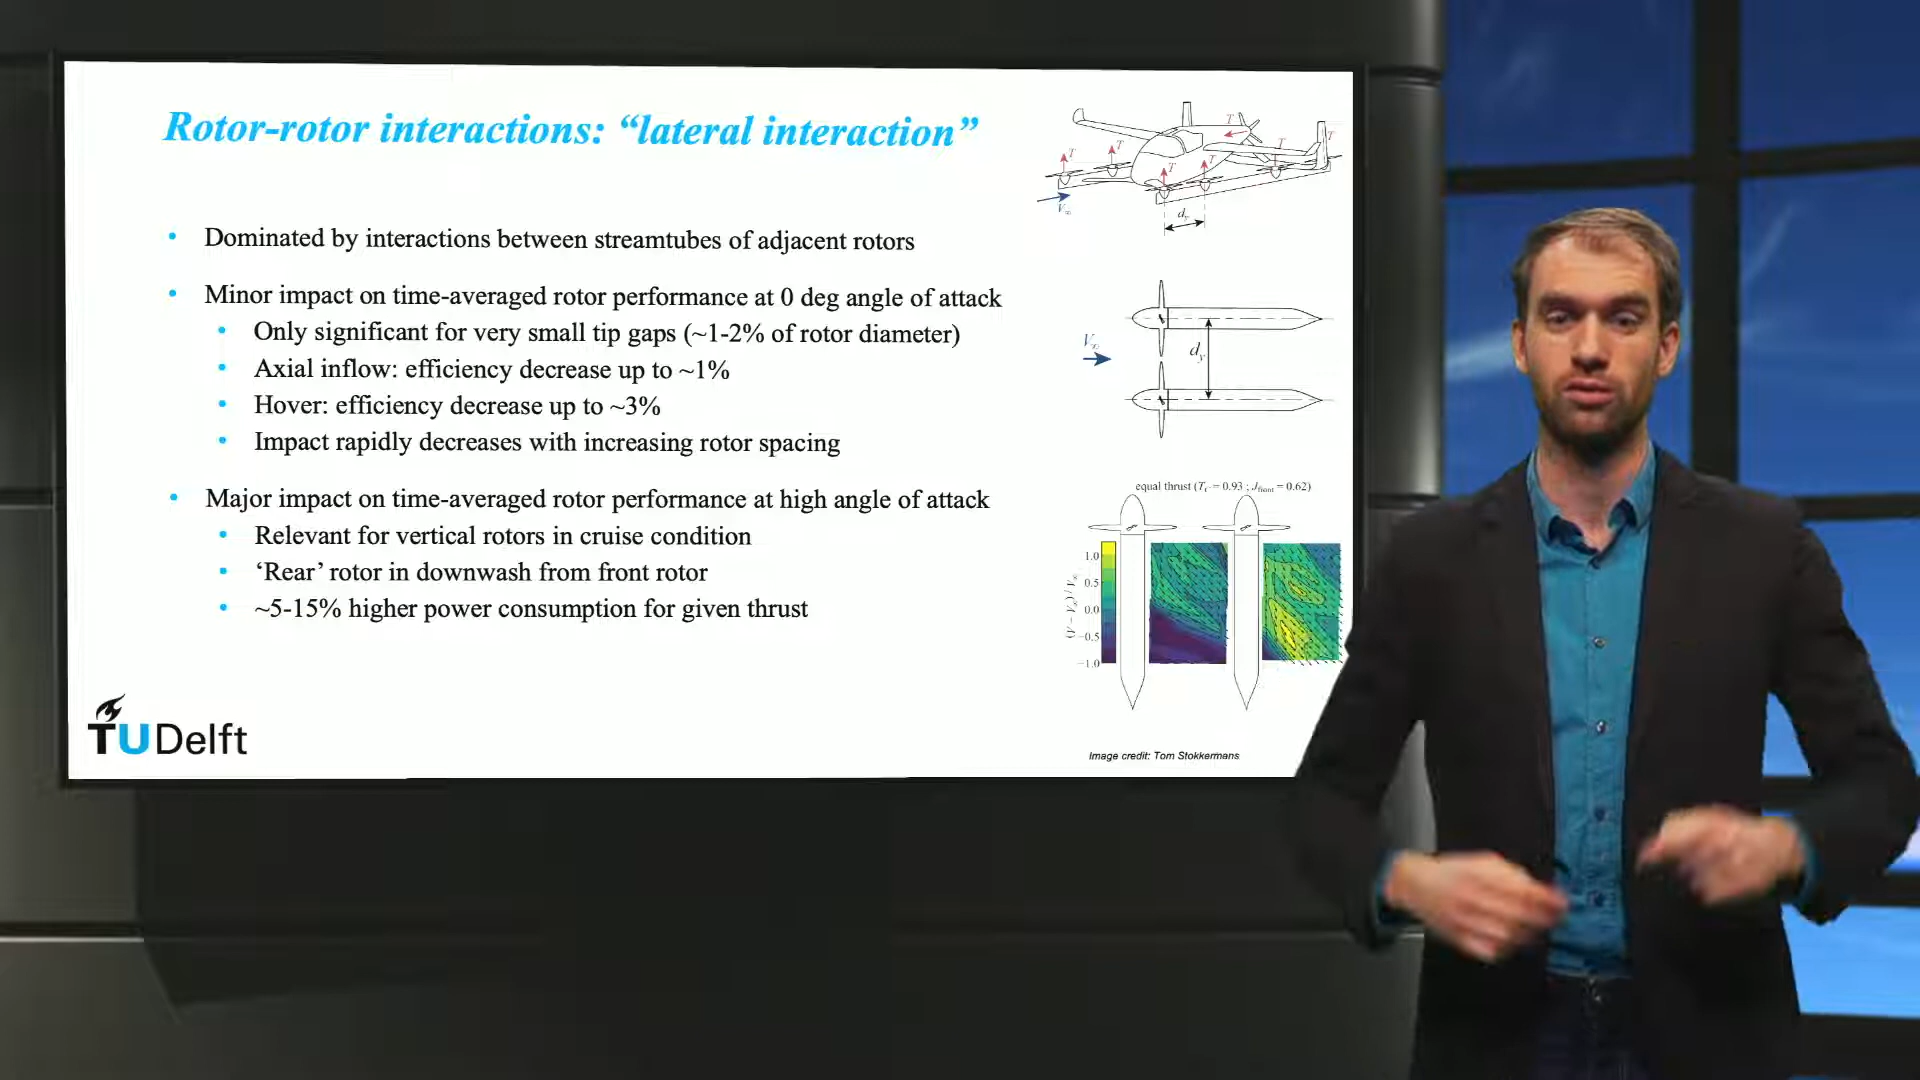 Rotor-rotor interactions: “lateral interaction”
• Dominated by interactions between streamtubes of adjacent rotors
• Minor impact on time-averaged rotor performance at 0 deg angle of attack
• Only significant for very small tip gaps (~1-2% of rotor diameter)
• Axial inflow: efficiency decrease up to ~1%
• Hover: efficiency decrease up to ~3%
• Impact rapidly decreases with increasing rotor spacing
• Major impact on time-averaged rotor performance at high angle of attack
• Relevant for vertical rotors in cruise condition
• ‘Rear’ rotor in downwash from front rotor
• ~5-15% higher power consumption for given thrust
TU Delft
T
T
T
T
T
T
T
V∞
dᵧ
V∞
dᵧ
equal thrust (T = 0.93 ; J_front = 0.62)
1.0
0.5
0.0
−0.5
−1.0
(V − V∞) / V∞
Image credit: Tom Stokkermans